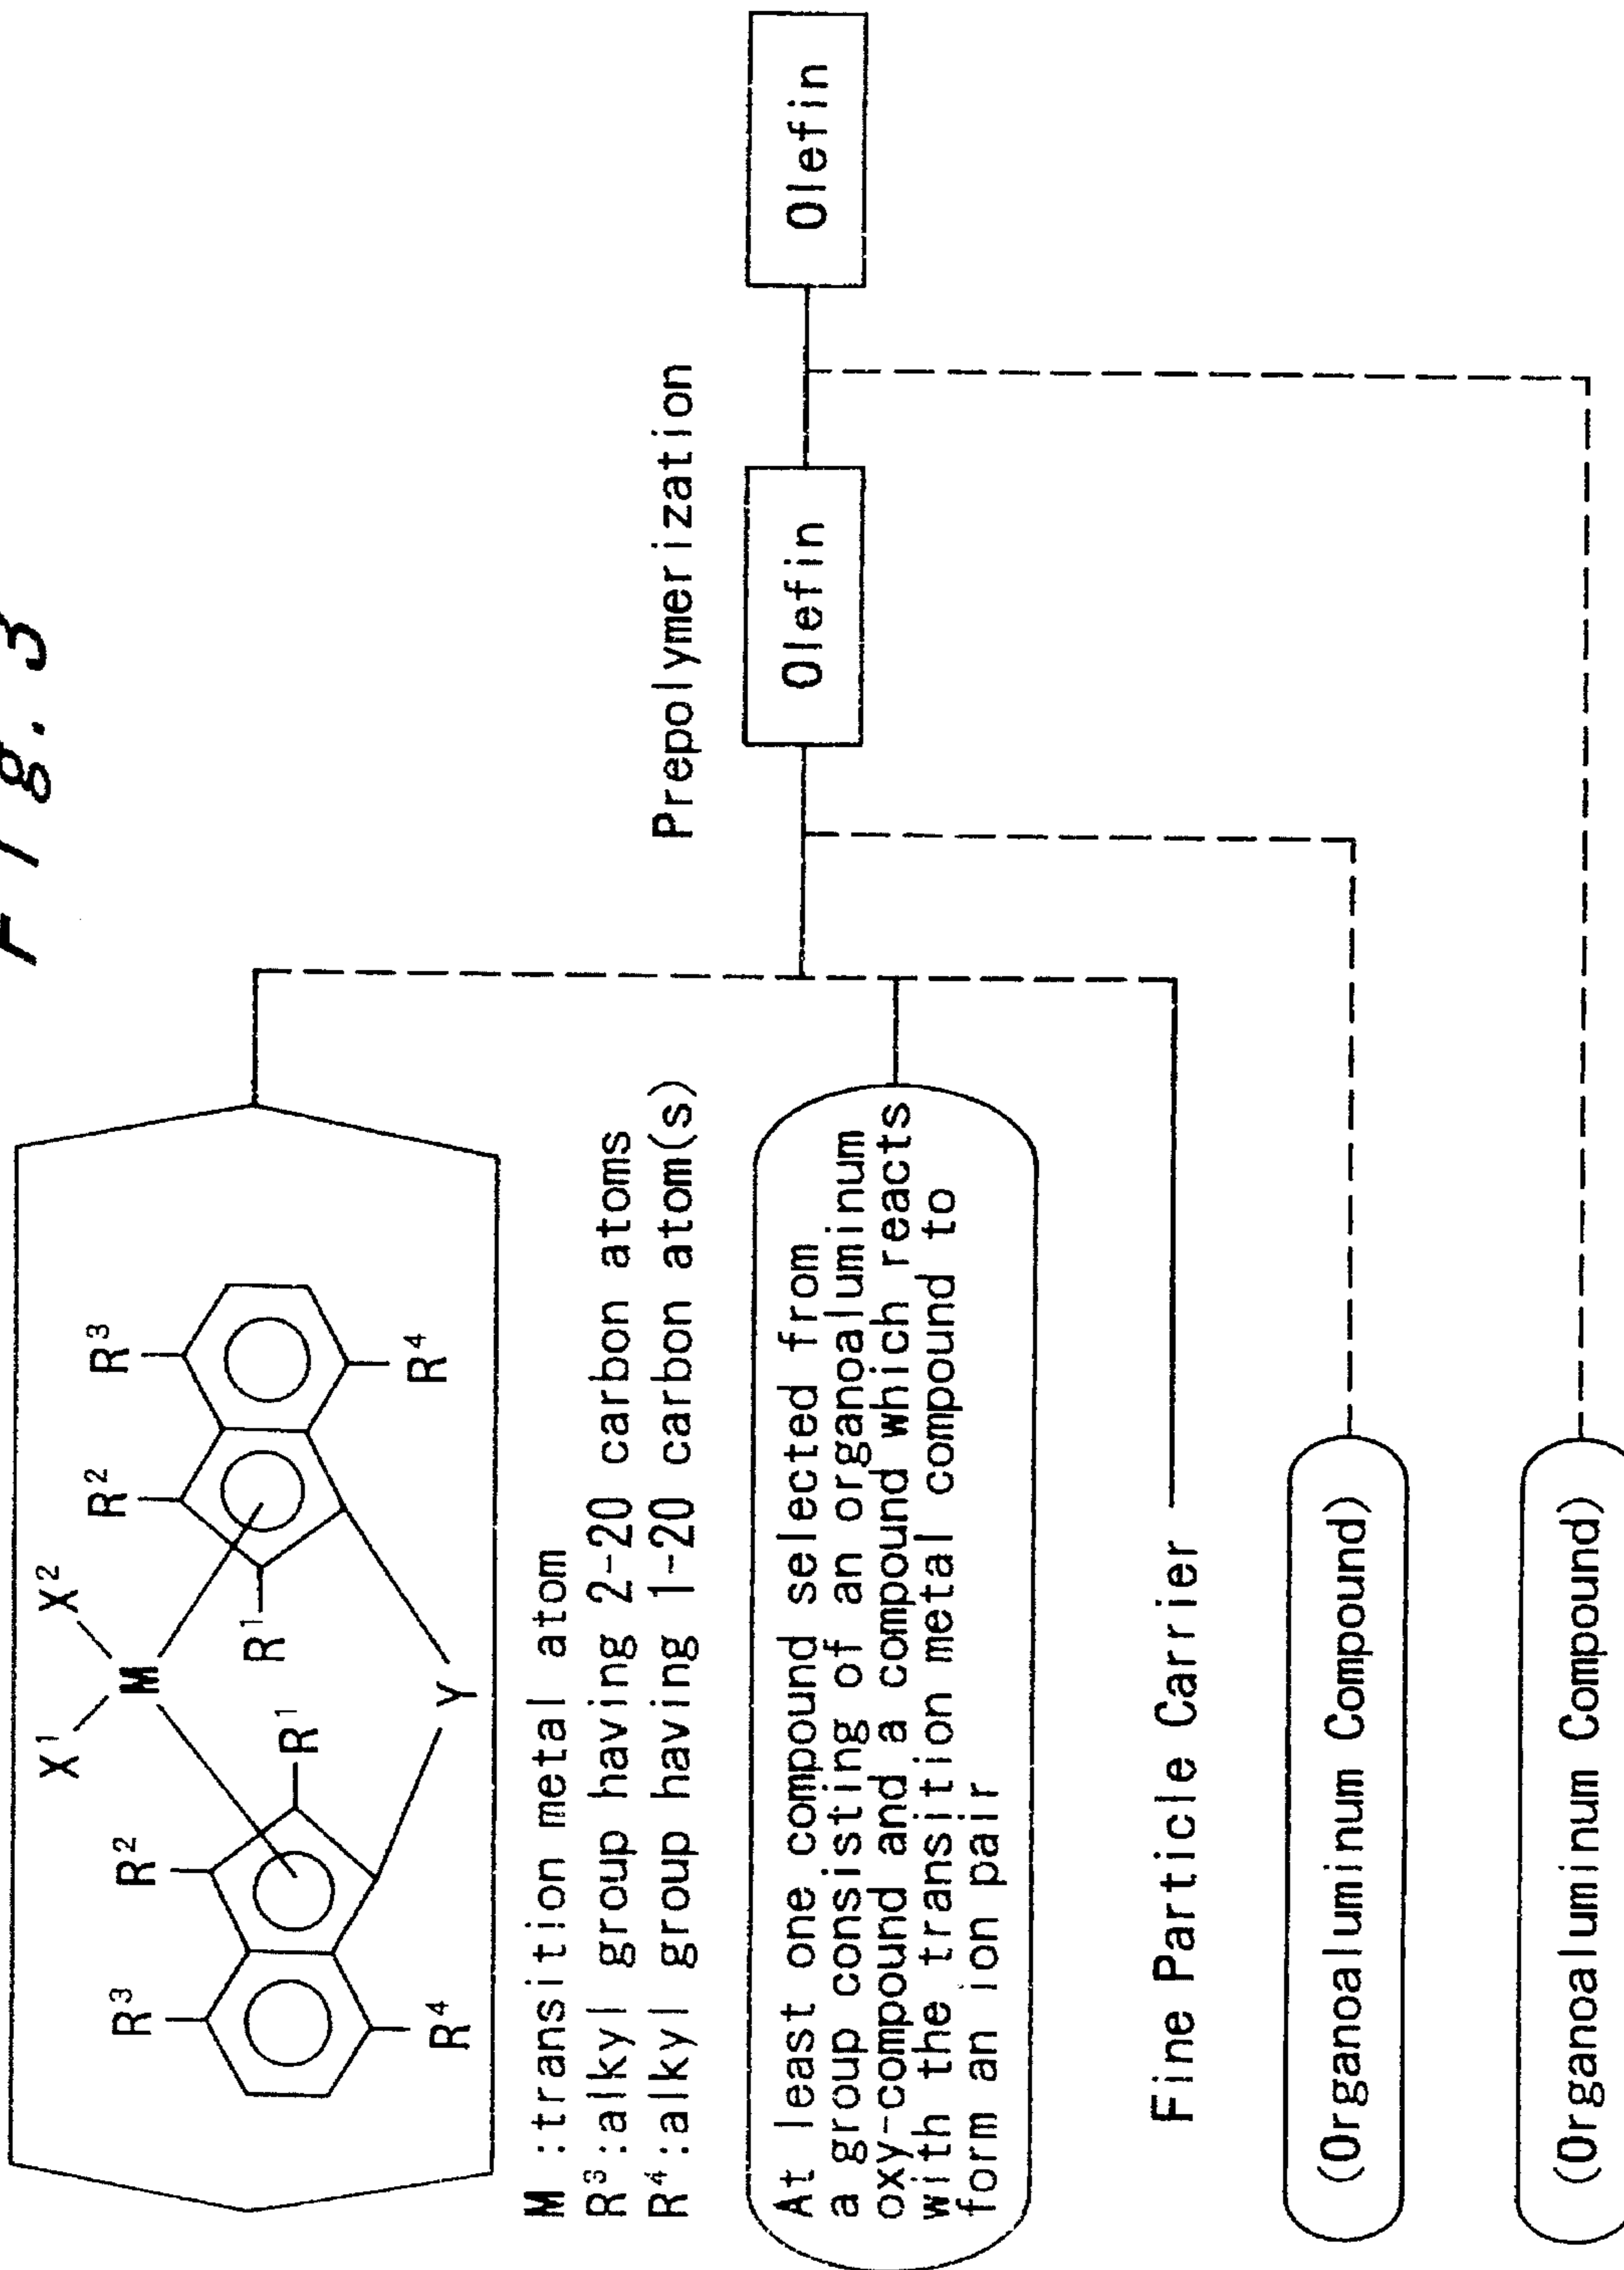 Fig. 3
X¹ X²
M
R³ R² R¹ R¹ R² R³
R⁴ Y R⁴
M :transition metal atom
R³:alkyl group having 2-20 carbon atoms
R⁴:alkyl group having 1-20 carbon atom(s)
At least one compound selected from
a group consisting of an organoaluminum
oxy-compound and a compound which reacts
with the transition metal compound to
form an ion pair
Fine Particle Carrier
(Organoaluminum Compound)
(Organoaluminum Compound)
Prepolymerization
Olefin
Olefin